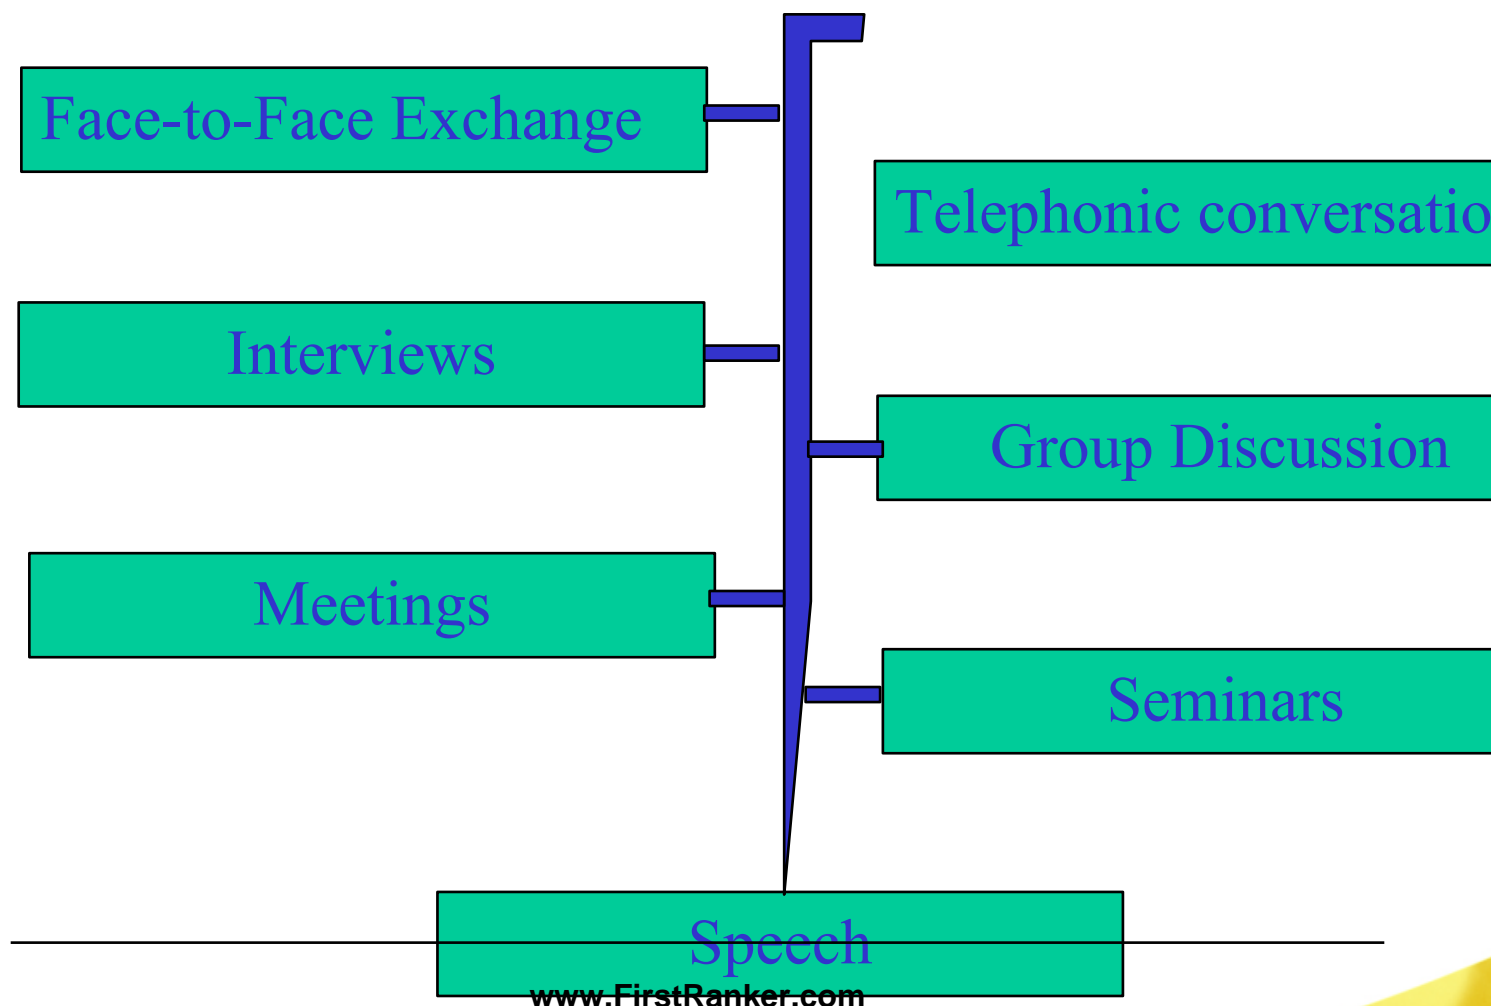 Face-to-Face Exchange
Telephonic conversatio
Interviews
Group Discussion
Meetings
Seminars
Speech
www.FirstRanker.com